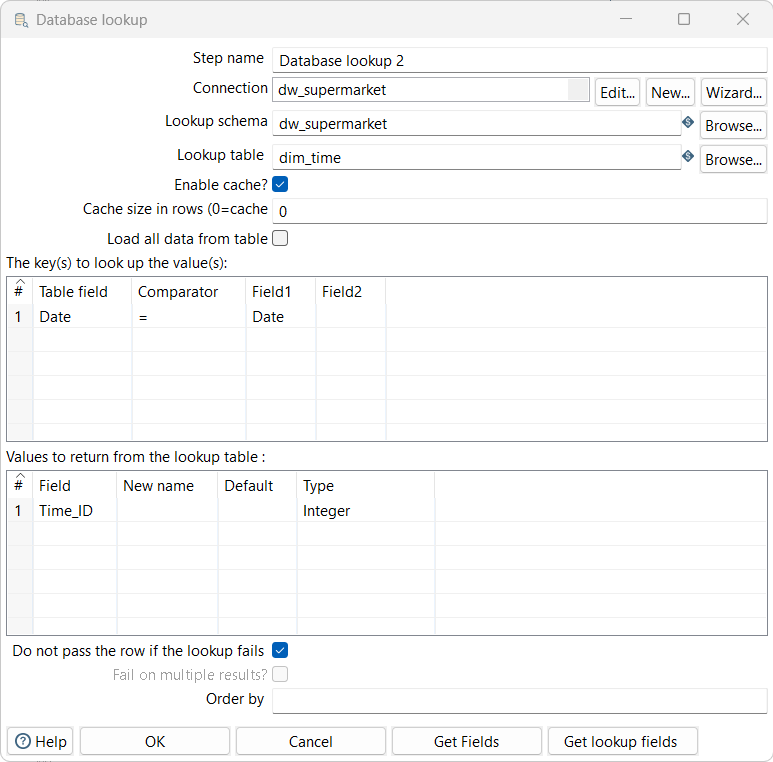 Database lookup
Step name Database lookup 2
Connection dw_supermarket Edit... New... Wizard...
Lookup schema dw_supermarket Browse...
Lookup table dim_time Browse...
Enable cache?
Cache size in rows (0=cache 0
Load all data from table
The key(s) to look up the value(s):
# Table field Comparator Field1 Field2
1 Date = Date
Values to return from the lookup table :
# Field New name Default Type
1 Time_ID Integer
Do not pass the row if the lookup fails
Fail on multiple results?
Order by
Help OK Cancel Get Fields Get lookup fields